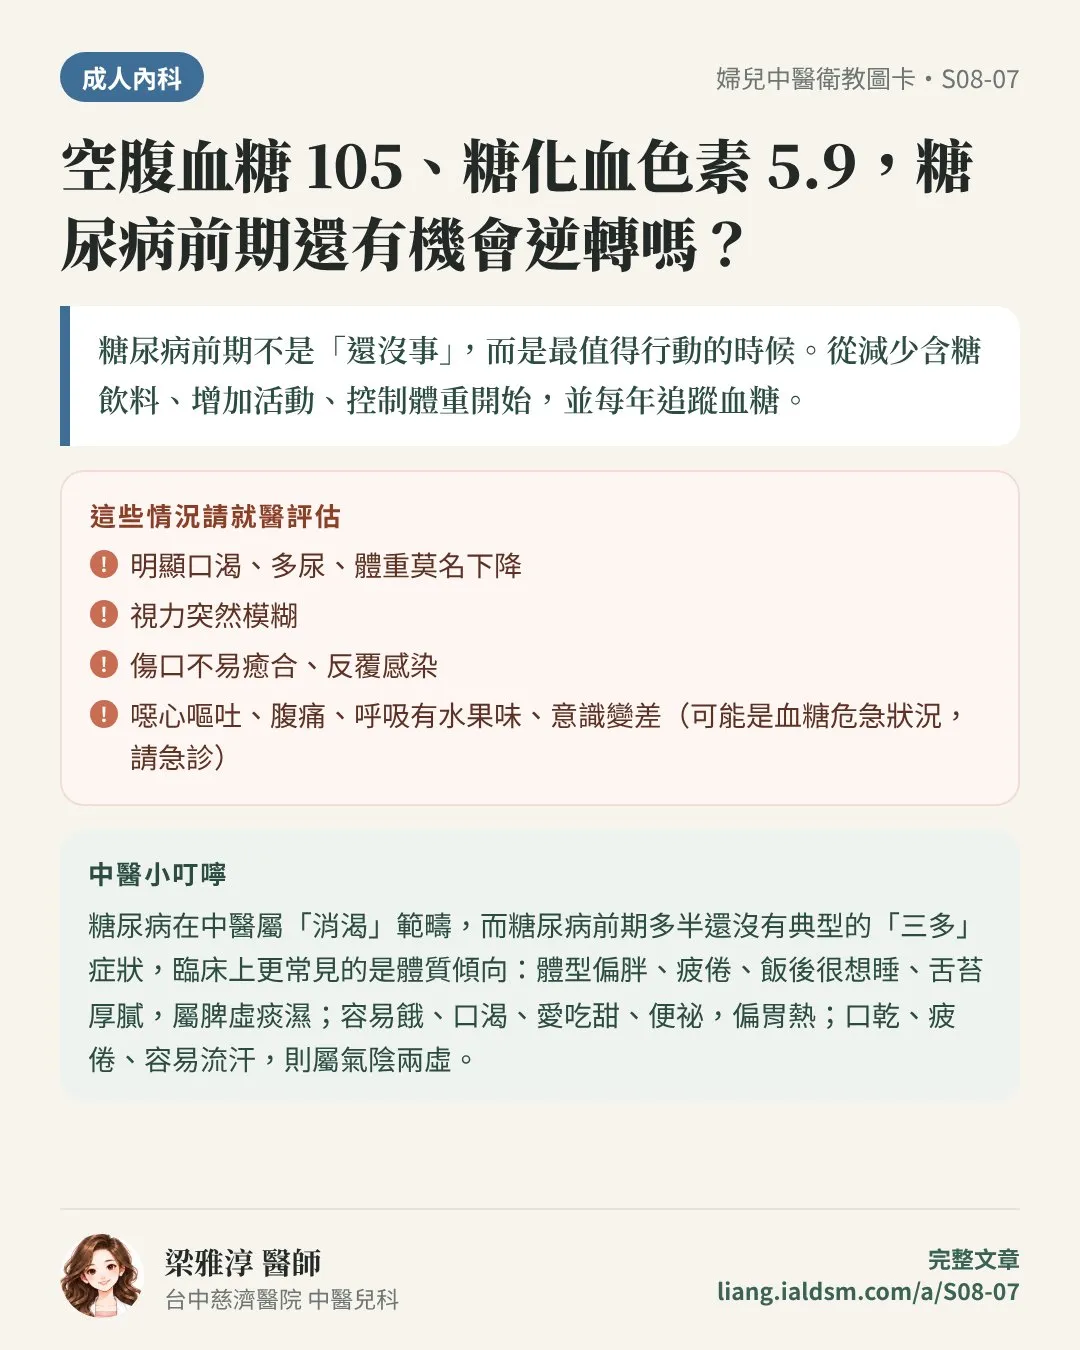 成人內科
婦兒中醫衛教圖卡・S08-07
空腹血糖 105、糖化血色素 5.9，糖
尿病前期還有機會逆轉嗎？
糖尿病前期不是「還沒事」，而是最值得行動的時候。從減少含糖
飲料、增加活動、控制體重開始，並每年追蹤血糖。
這些情況請就醫評估
! 明顯口渴、多尿、體重莫名下降
! 視力突然模糊
! 傷口不易癒合、反覆感染
! 噁心嘔吐、腹痛、呼吸有水果味、意識變差（可能是血糖危急狀況，
請急診）
中醫小叮嚀
糖尿病在中醫屬「消渴」範疇，而糖尿病前期多半還沒有典型的「三多」
症狀，臨床上更常見的是體質傾向：體型偏胖、疲倦、飯後很想睡、舌苔
厚膩，屬脾虛痰濕；容易餓、口渴、愛吃甜、便祕，偏胃熱；口乾、疲
倦、容易流汗，則屬氣陰兩虛。
梁雅淳 醫師
台中慈濟醫院 中醫兒科
完整文章
liang.ialdsm.com/a/S08-07